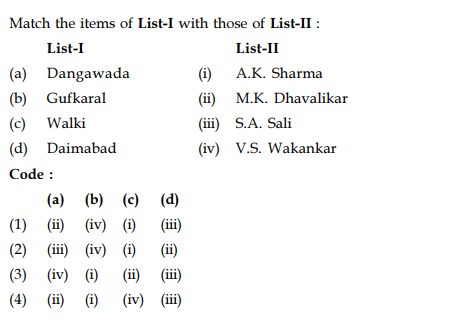 Match the items of List-I with those of List-II :
List-I List-II
(a) Dangawada (i) A.K. Sharma
(b) Gufkaral (ii) M.K. Dhavalikar
(c) Walki (iii) S.A. Sali
(d) Daimabad (iv) V.S. Wakankar
Code :
(a) (b) (c) (d)
(1) (ii) (iv) (i) (iii)
(2) (iii) (iv) (i) (ii)
(3) (iv) (i) (ii) (iii)
(4) (ii) (i) (iv) (iii)